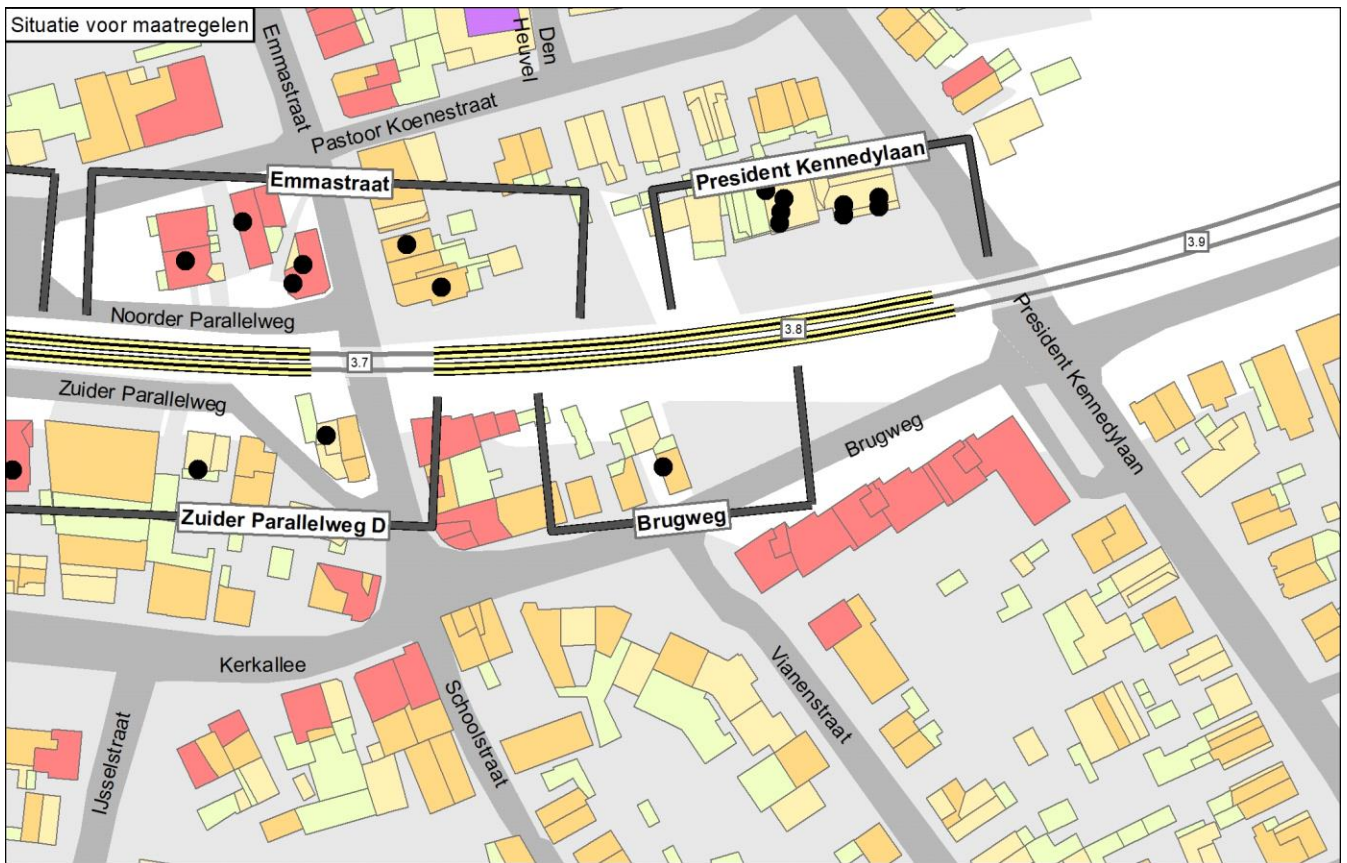 Situatie voor maatregelen
Emmastraat
Den
Heuvel
Pastoor Koenestraat
Emmastraat
President Kennedylaan
3.9
Noorder Parallelweg
3.8
3.7
President Kennedylaan
Zuider Parallelweg
Brugweg
Zuider Parallelweg D
Brugweg
Kerkallee
Vianenstraat
Schoolstraat
IJsselstraat